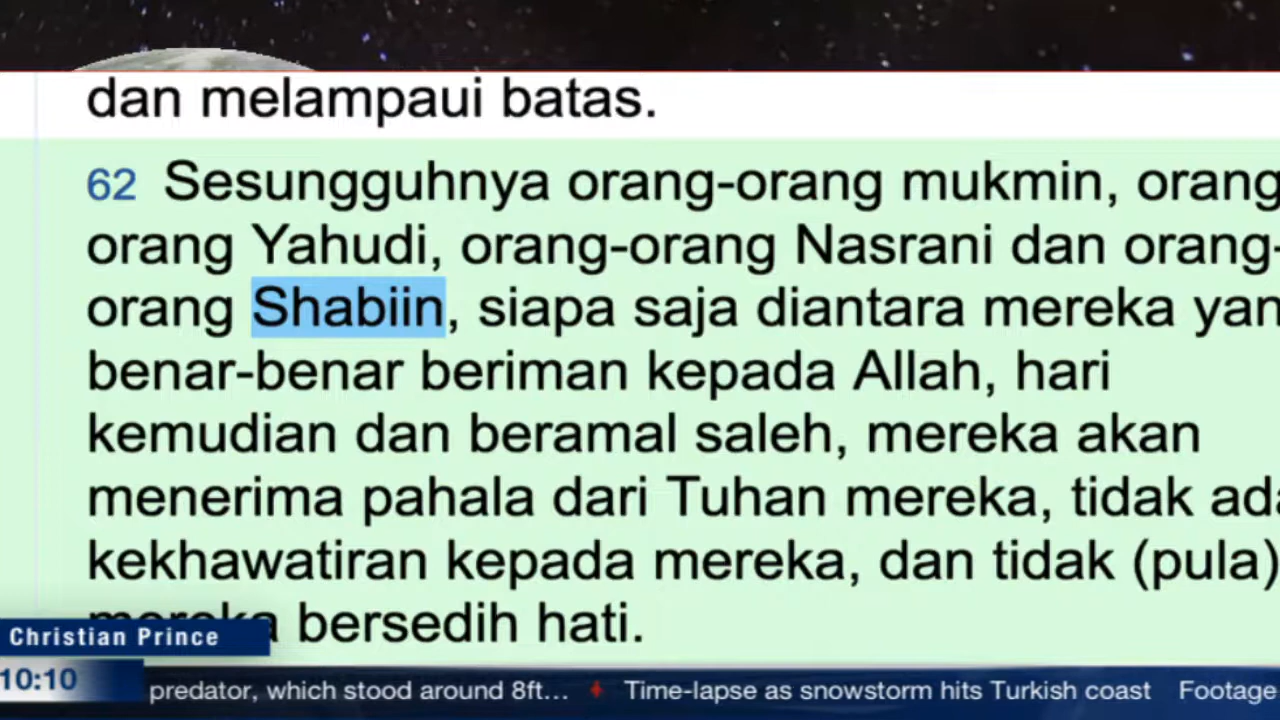 dan melampaui batas.
62 Sesungguhnya orang-orang mukmin, orang
orang Yahudi, orang-orang Nasrani dan orang-
orang Shabiin, siapa saja diantara mereka yan
benar-benar beriman kepada Allah, hari
kemudian dan beramal saleh, mereka akan
menerima pahala dari Tuhan mereka, tidak ada
kekhawatiran kepada mereka, dan tidak (pula)
mereka bersedih hati.
Christian Prince
10:10
predator, which stood around 8ft... Time-lapse as snowstorm hits Turkish coast Footage